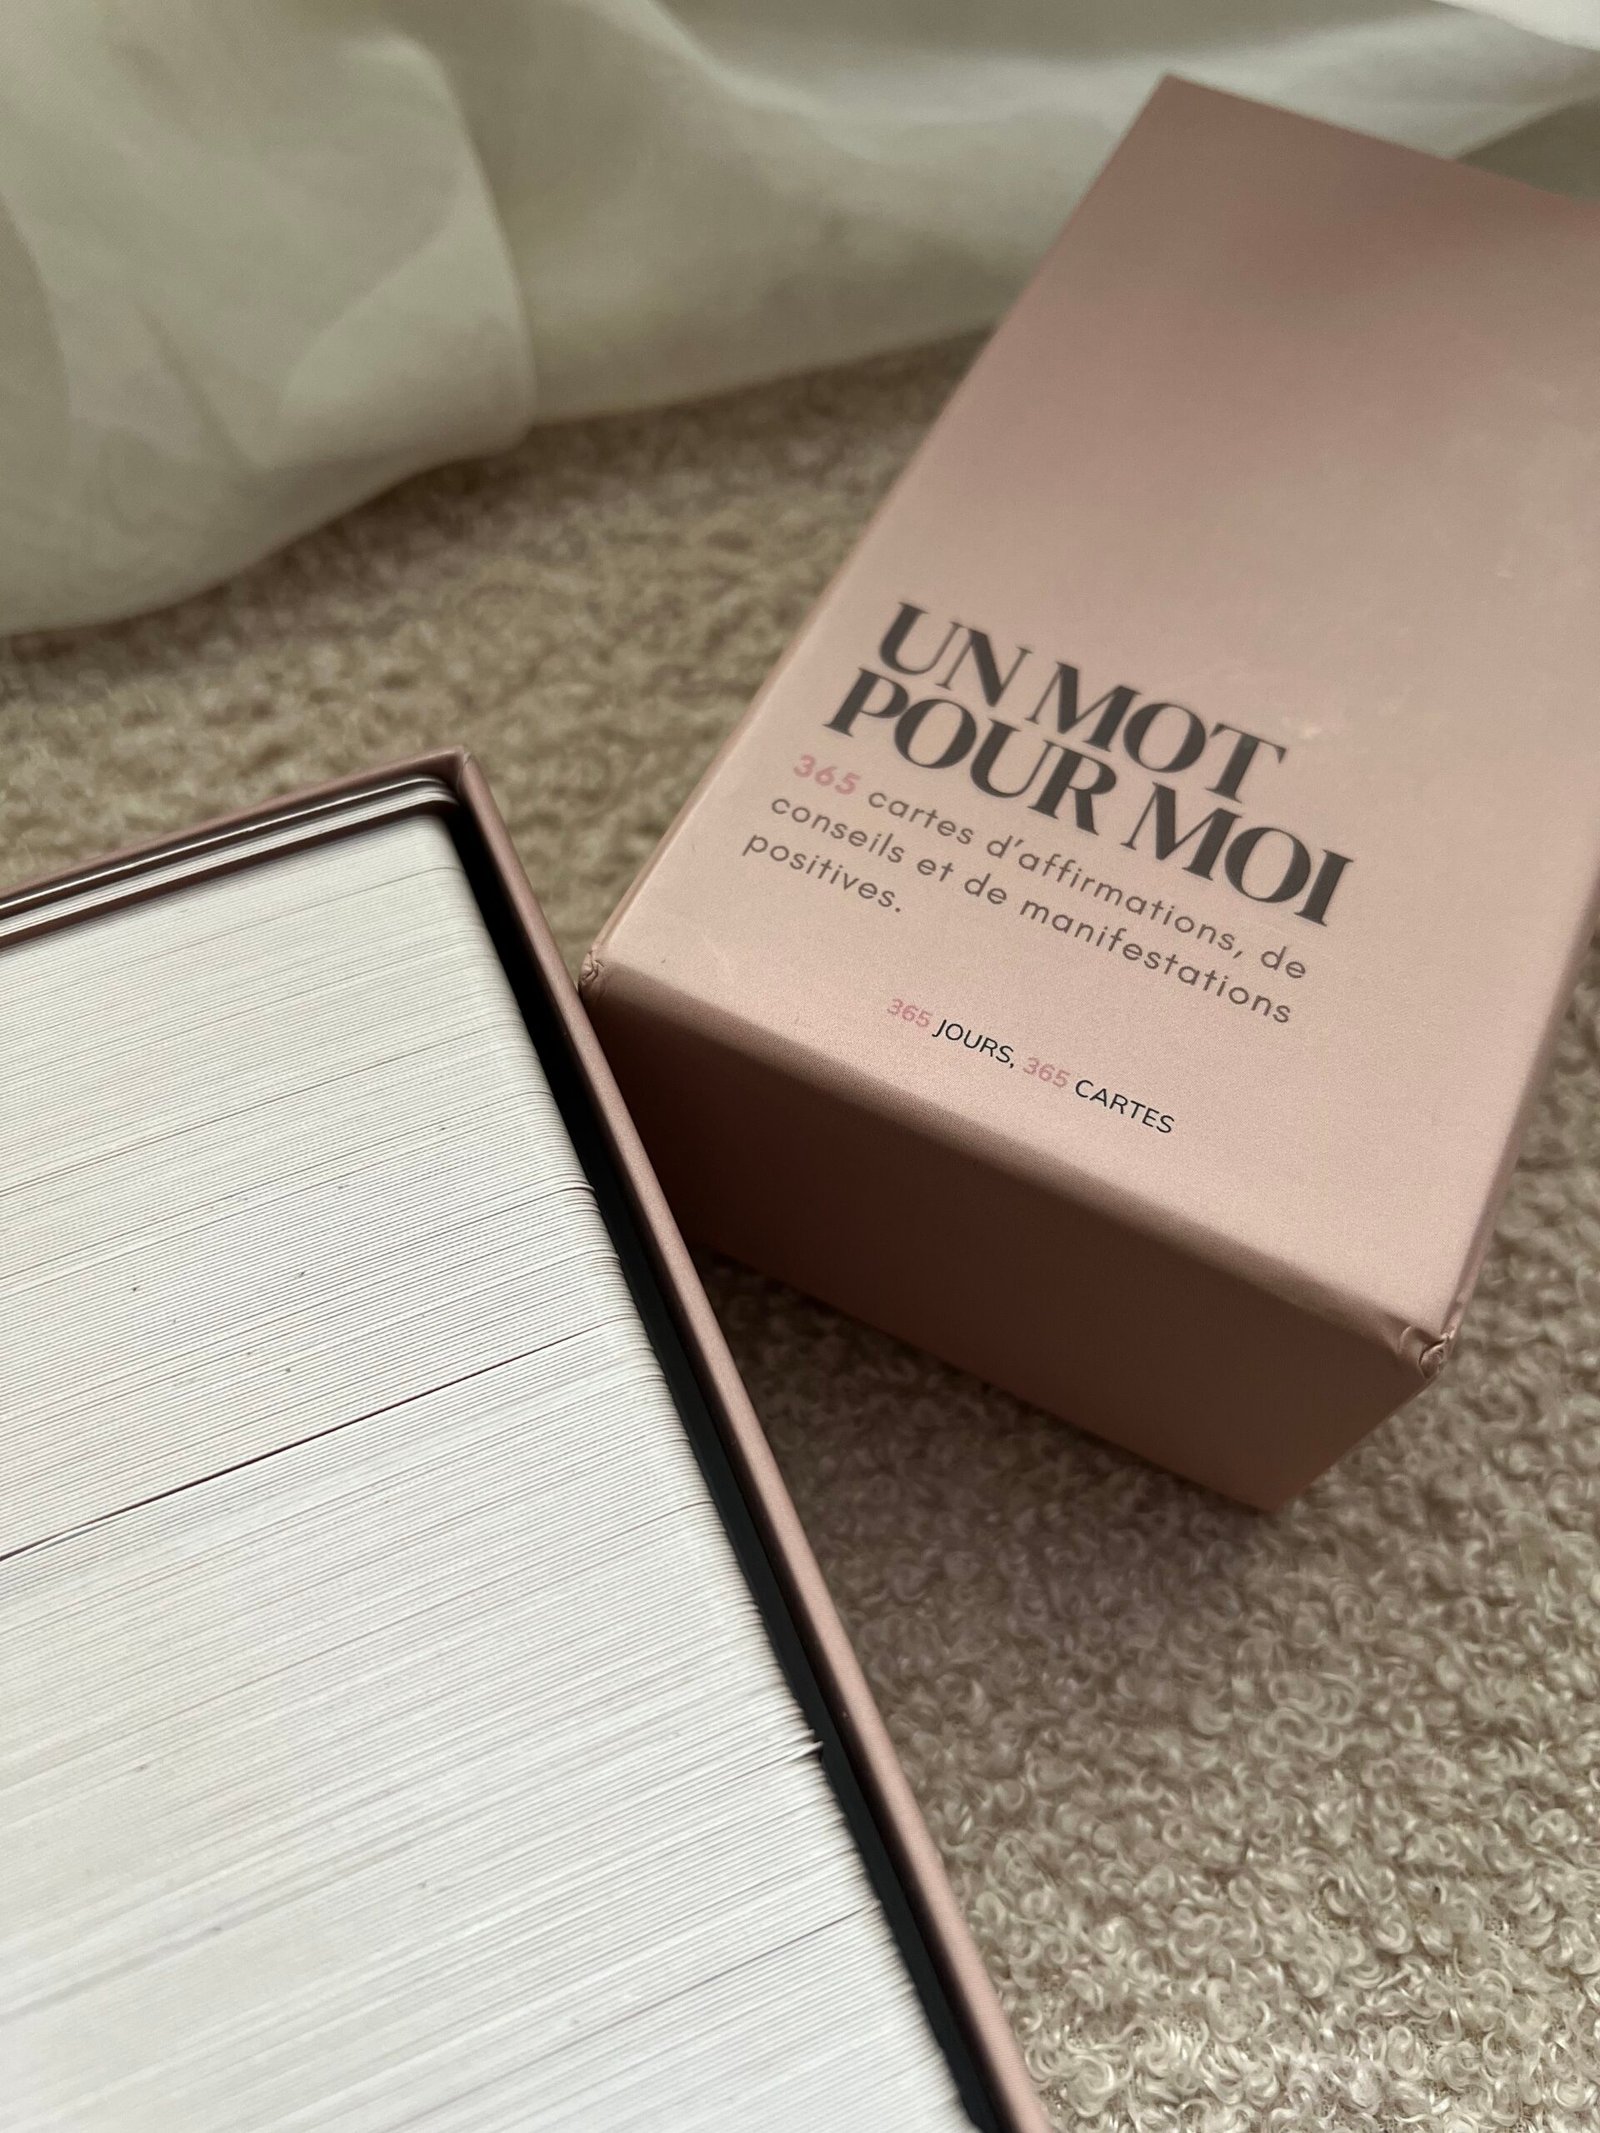 UN MOT
POUR MOI
365 cartes d'affirmations, de
conseils et de manifestations
positives.
365 JOURS, 365 CARTES